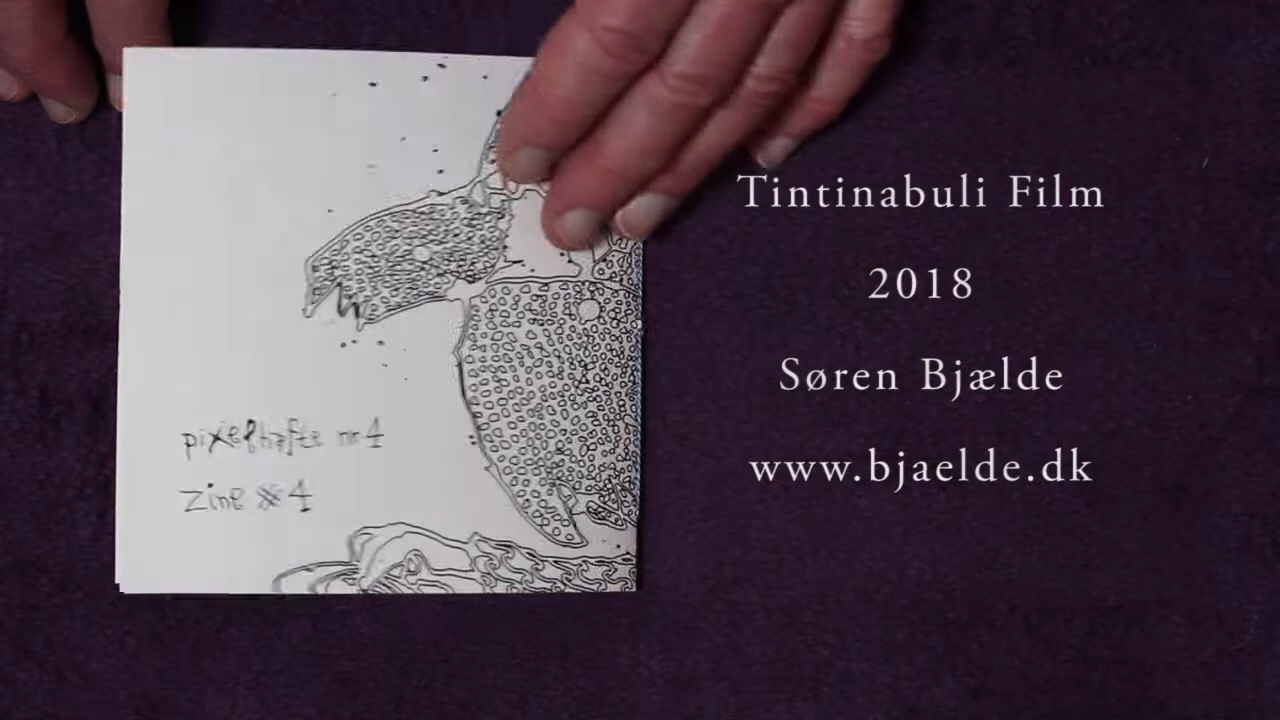 pixelhæfte nr 4
zine #4
Tintinabuli Film
2018
Søren Bjælde
www.bjaelde.dk